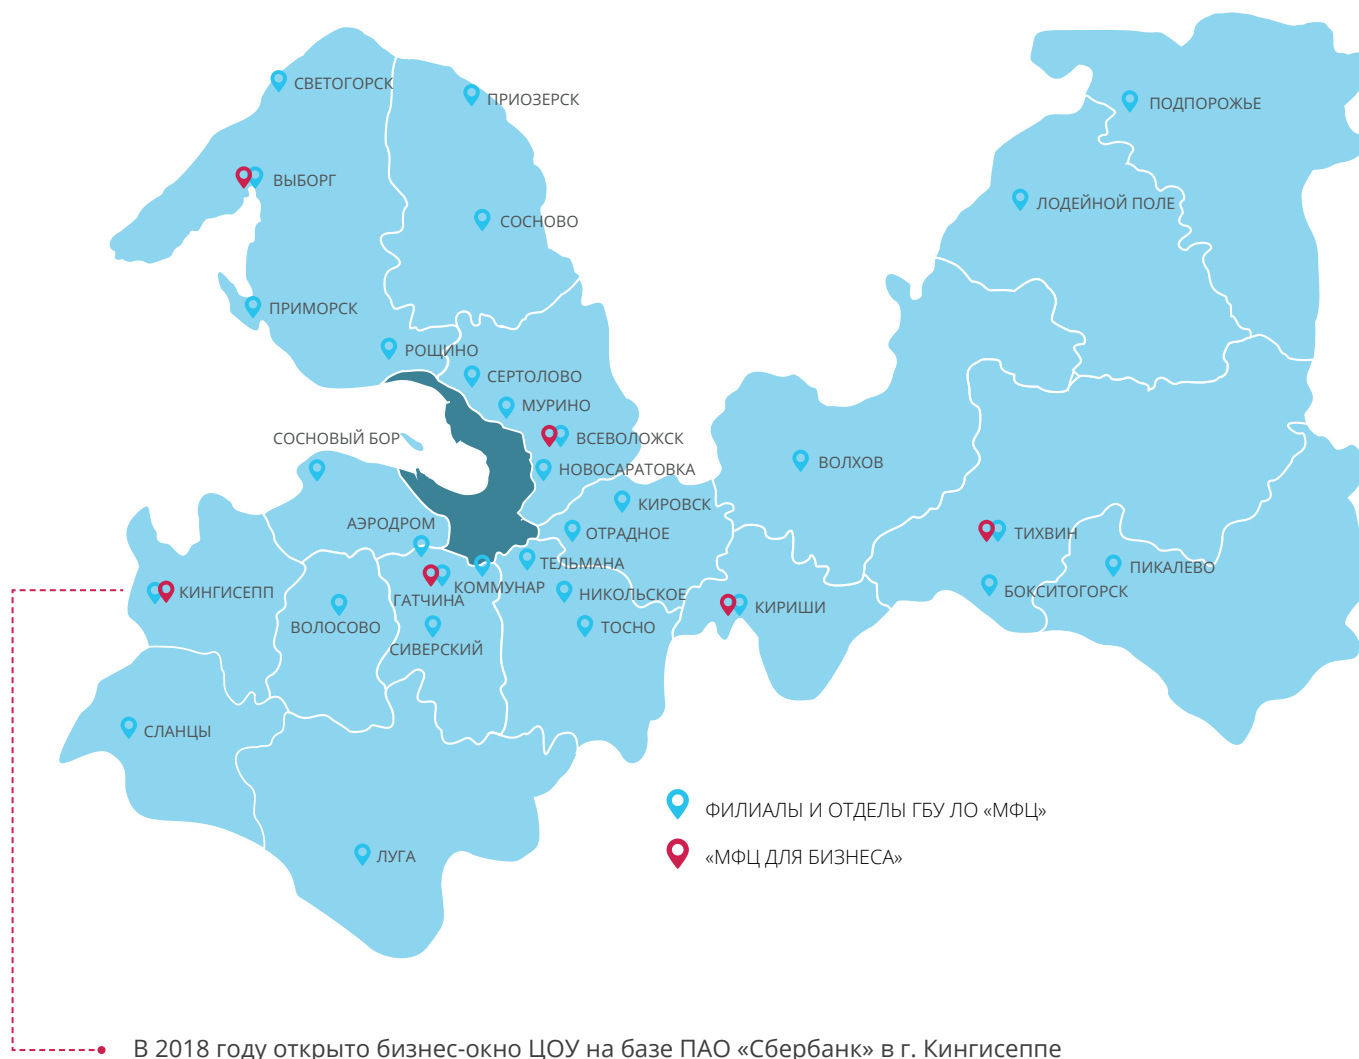 СВЕТОГОРСК
ПРИОЗЕРСК
ПОДПОРОЖЬЕ
ВЫБОРГ
ЛОДЕЙНОЙ ПОЛЕ
СОСНОВО
ПРИМОРСК
РОЩИНО
СЕРТОЛОВО
МУРИНО
СОСНОВЫЙ БОР
ВСЕВОЛОЖСК
НОВОСАРАТОВКА
ВОЛХОВ
КИРОВСК
АЭРОДРОМ
ОТРАДНОЕ
ТИХВИН
ТЕЛЬМАНА
ПИКАЛЕВО
КИНГИСЕПП
ГАТЧИНА
КОММУНАР
НИКОЛЬСКОЕ
КИРИШИ
БОКСИТОГОРСК
ВОЛОСОВО
ТОСНО
СИВЕРСКИЙ
СЛАНЦЫ
ФИЛИАЛЫ И ОТДЕЛЫ ГБУ ЛО «МФЦ»
«МФЦ ДЛЯ БИЗНЕСА»
ЛУГА
В 2018 году открыто бизнес-окно ЦОУ на базе ПАО «Сбербанк» в г. Кингисеппе